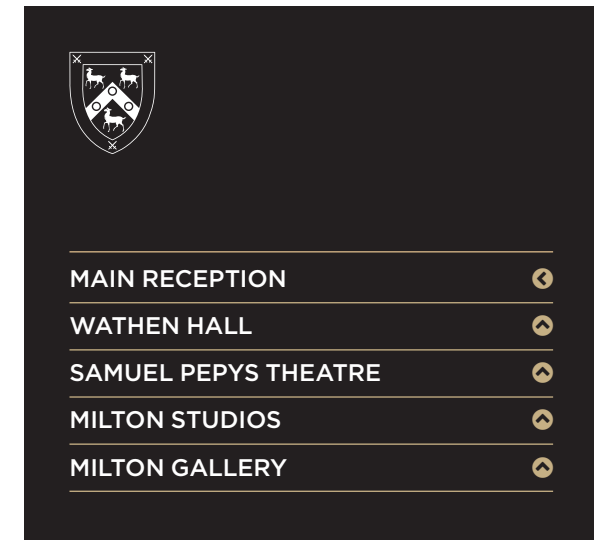 MAIN RECEPTION
WATHEN HALL
SAMUEL PEPYS THEATRE
MILTON STUDIOS
MILTON GALLERY